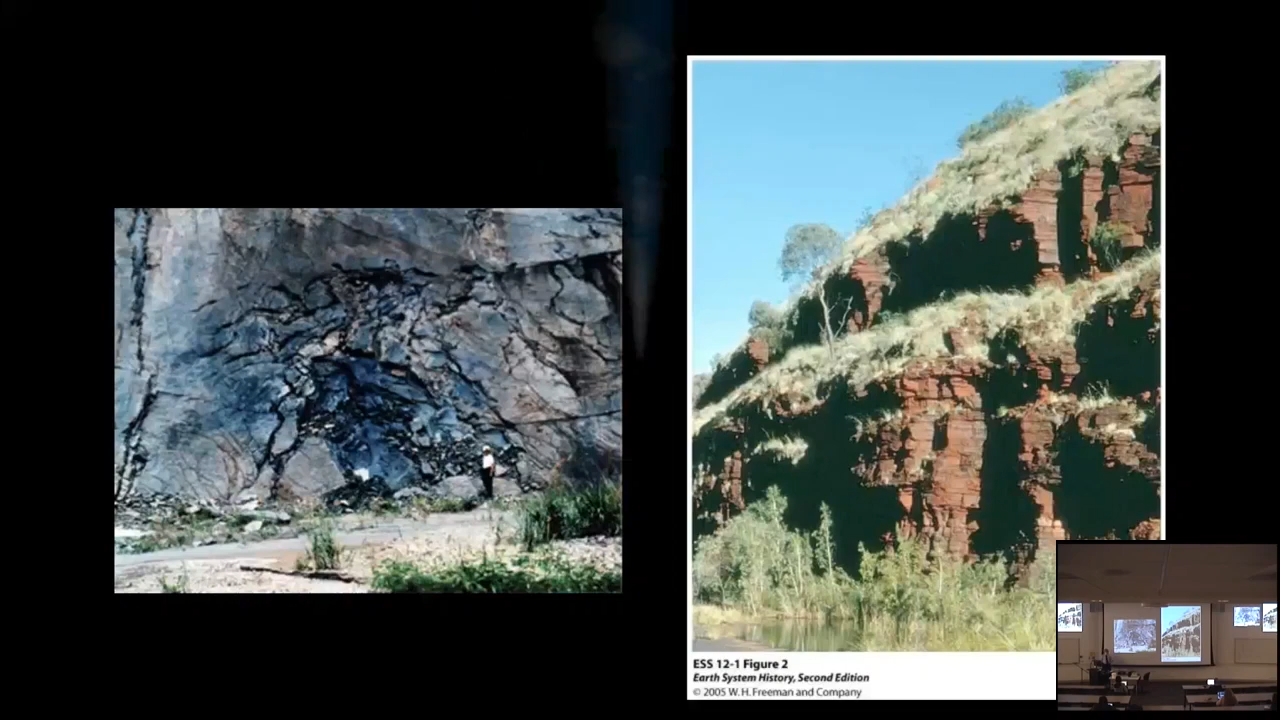 ESS 12-1 Figure 2
Earth System History, Second Edition
© 2005 W. H. Freeman and Company